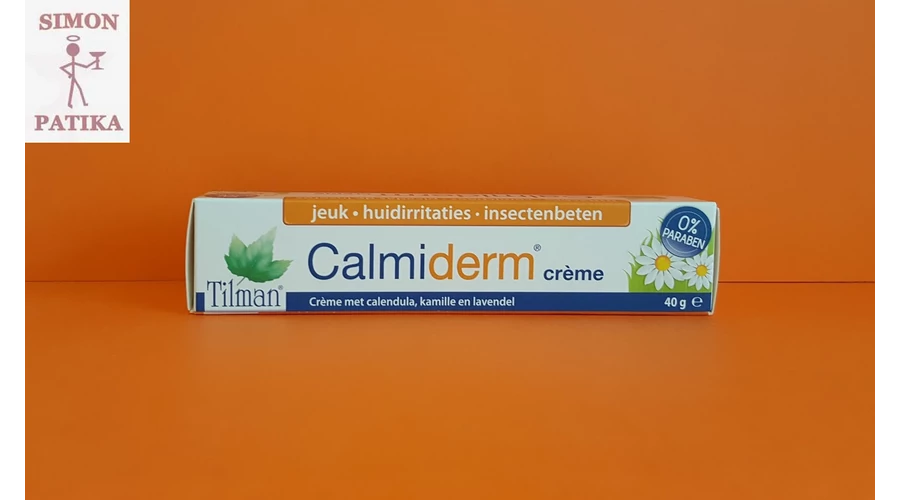 SIMON
PATIKA
jeuk • huidirritaties • insectenbeten
0%
PARABEN
Calmiderm® crème
Tilman®
Crème met calendula, kamille en lavendel
40 g ℮